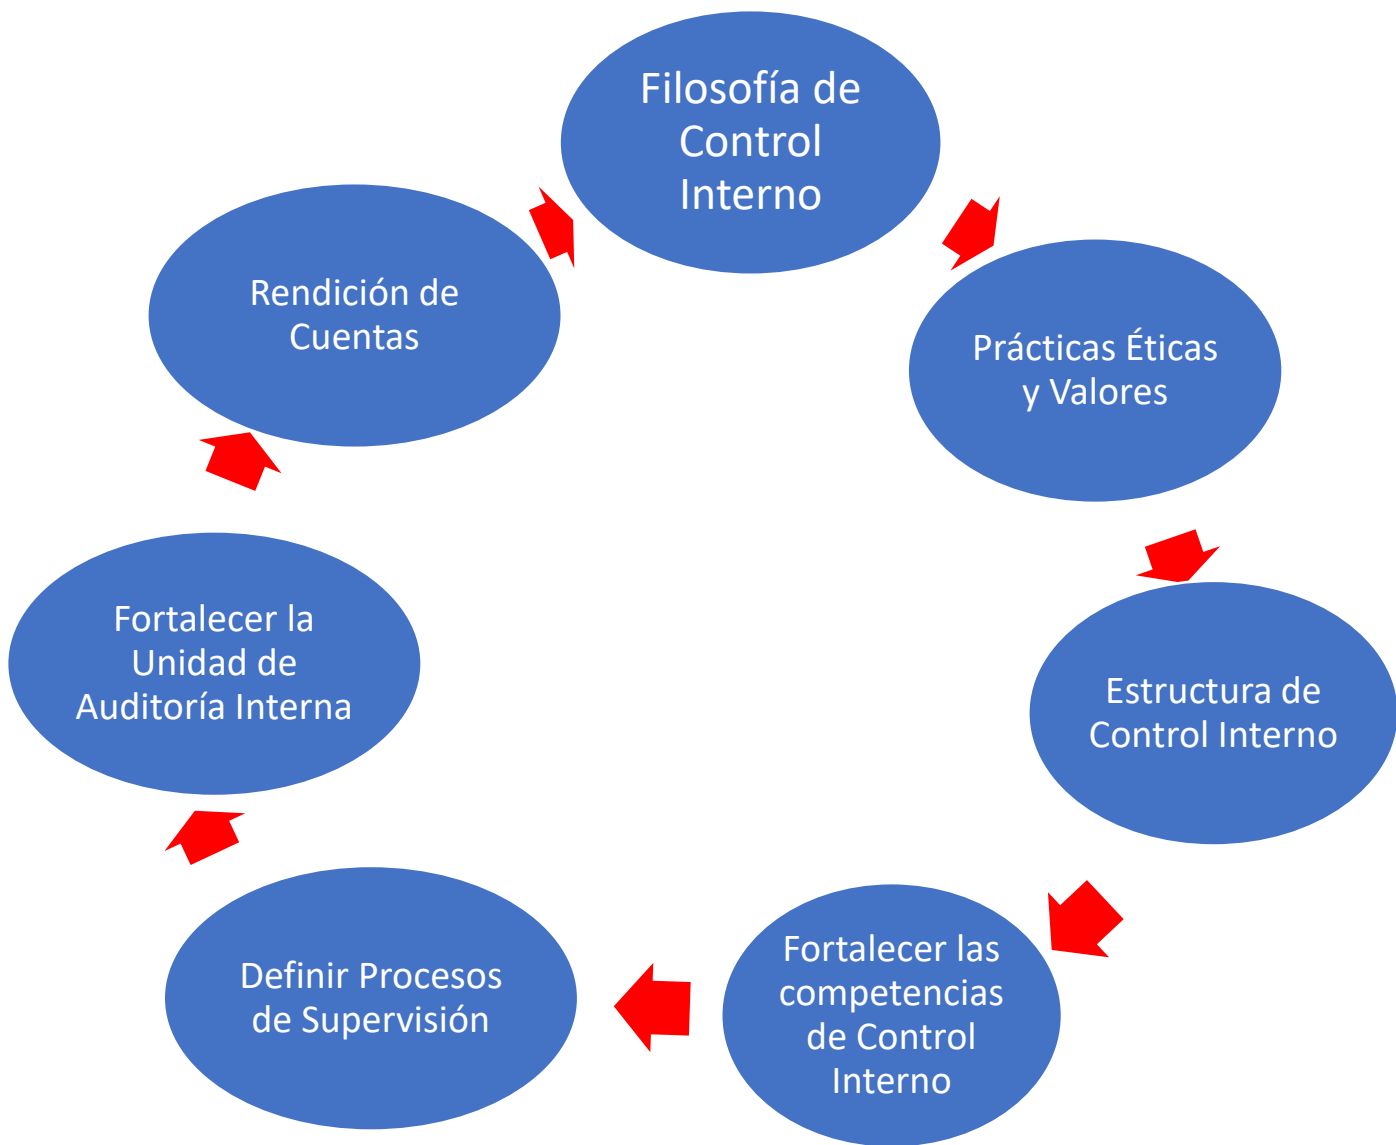 Filosofía de
Control
Interno
Prácticas Éticas
y Valores
Estructura de
Control Interno
Fortalecer las
competencias
de Control
Interno
Definir Procesos
de Supervisión
Fortalecer la
Unidad de
Auditoría Interna
Rendición de
Cuentas